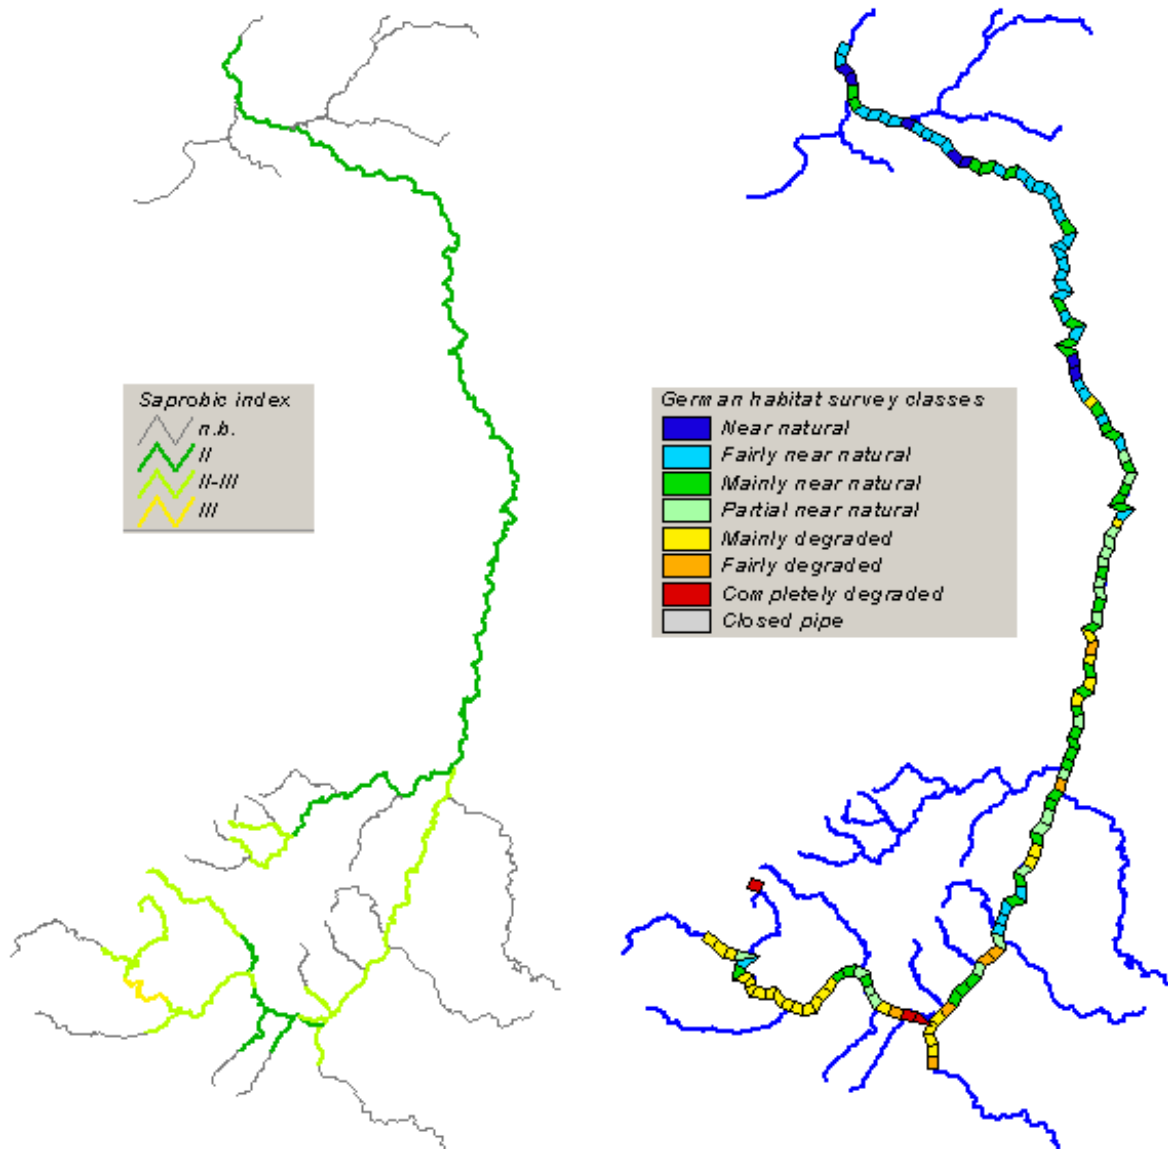 Saprobic index
n.b.
II
II-III
III
German habitat survey classes
Near natural
Fairly near natural
Mainly near natural
Partial near natural
Mainly degraded
Fairly degraded
Completely degraded
Closed pipe